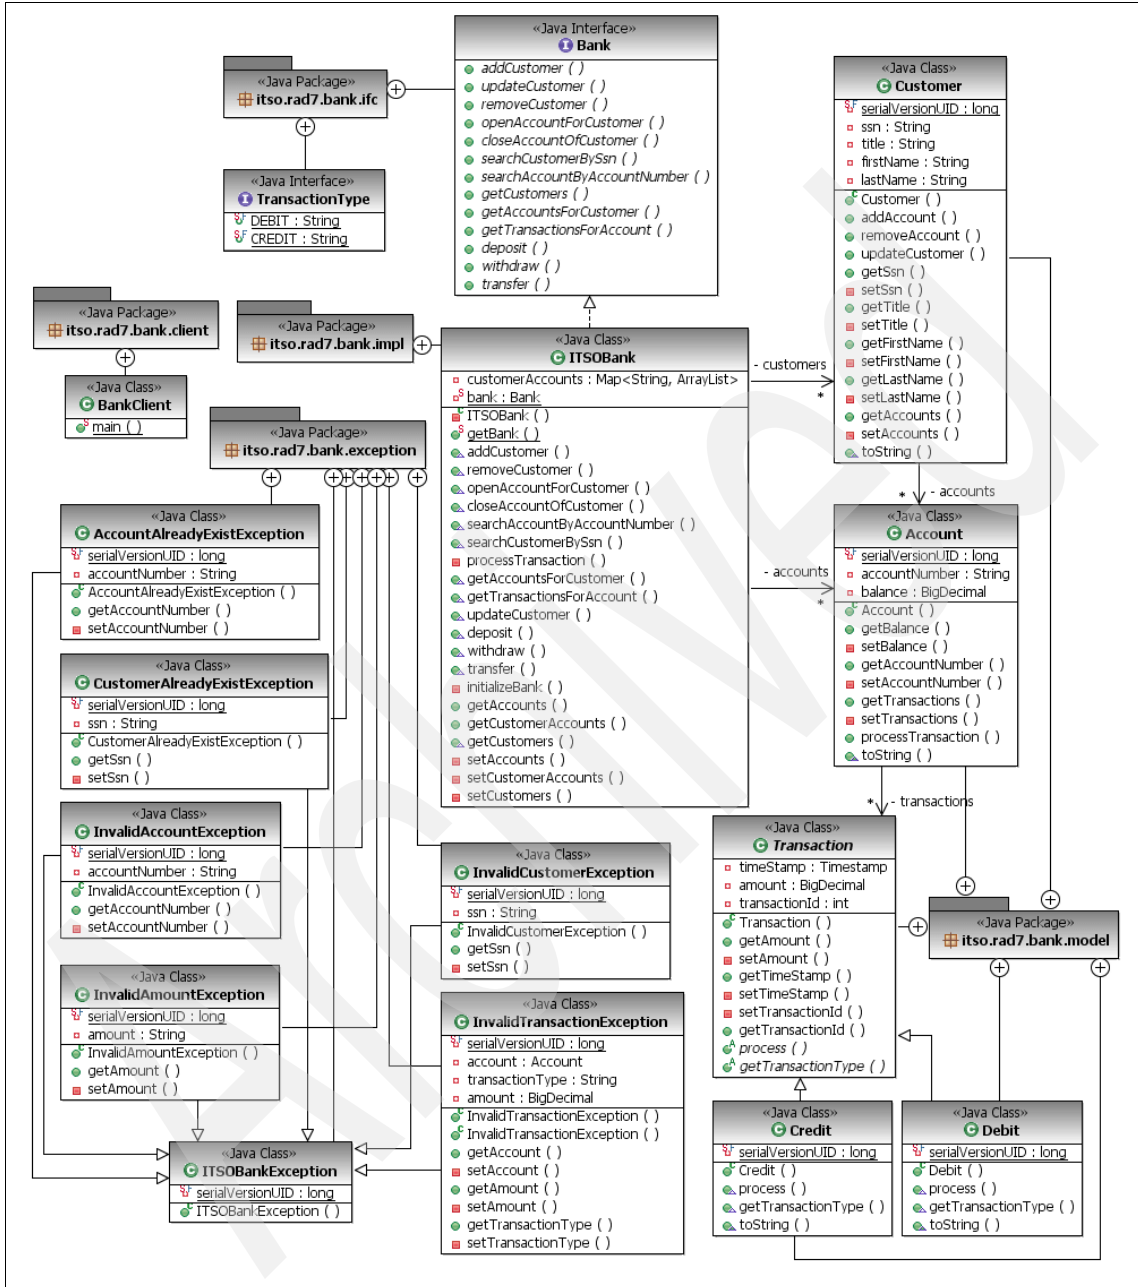 «Java Interface»
Bank
addCustomer ( )
updateCustomer ( )
removeCustomer ( )
openAccountForCustomer ( )
closeAccountOfCustomer ( )
searchCustomerBySsn ( )
searchAccountByAccountNumber ( )
getCustomers ( )
getAccountsForCustomer ( )
getTransactionsForAccount ( )
deposit ( )
withdraw ( )
transfer ( )
«Java Package»
itso.rad7.bank.ifc
«Java Interface»
TransactionType
DEBIT : String
CREDIT : String
«Java Class»
Customer
serialVersionUID : long
ssn : String
title : String
firstName : String
lastName : String
Customer ( )
addAccount ( )
removeAccount ( )
updateCustomer ( )
getSsn ( )
setSsn ( )
getTitle ( )
setTitle ( )
getFirstName ( )
setFirstName ( )
getLastName ( )
setLastName ( )
getAccounts ( )
setAccounts ( )
toString ( )
«Java Package»
itso.rad7.bank.client
«Java Class»
BankClient
main ( )
«Java Package»
itso.rad7.bank.impl
«Java Class»
ITSOBank
customerAccounts : Map<String, ArrayList>
bank : Bank
ITSOBank ( )
getBank ( )
addCustomer ( )
removeCustomer ( )
openAccountForCustomer ( )
closeAccountOfCustomer ( )
searchAccountByAccountNumber ( )
searchCustomerBySsn ( )
processTransaction ( )
getAccountsForCustomer ( )
getTransactionsForAccount ( )
updateCustomer ( )
deposit ( )
withdraw ( )
transfer ( )
initializeBank ( )
getAccounts ( )
getCustomerAccounts ( )
getCustomers ( )
setAccounts ( )
setCustomerAccounts ( )
setCustomers ( )
- customers
*
- accounts
*
* - accounts
«Java Package»
itso.rad7.bank.exception
«Java Class»
AccountAlreadyExistException
serialVersionUID : long
accountNumber : String
AccountAlreadyExistException ( )
getAccountNumber ( )
setAccountNumber ( )
«Java Class»
CustomerAlreadyExistException
serialVersionUID : long
ssn : String
CustomerAlreadyExistException ( )
getSsn ( )
setSsn ( )
«Java Class»
InvalidAccountException
serialVersionUID : long
accountNumber : String
InvalidAccountException ( )
getAccountNumber ( )
setAccountNumber ( )
«Java Class»
InvalidAmountException
serialVersionUID : long
amount : String
InvalidAmountException ( )
getAmount ( )
setAmount ( )
«Java Class»
ITSOBankException
serialVersionUID : long
ITSOBankException ( )
«Java Class»
InvalidCustomerException
serialVersionUID : long
ssn : String
InvalidCustomerException ( )
getSsn ( )
setSsn ( )
«Java Class»
InvalidTransactionException
serialVersionUID : long
account : Account
transactionType : String
amount : BigDecimal
InvalidTransactionException ( )
InvalidTransactionException ( )
getAccount ( )
setAccount ( )
getAmount ( )
setAmount ( )
getTransactionType ( )
setTransactionType ( )
«Java Class»
Account
serialVersionUID : long
accountNumber : String
balance : BigDecimal
Account ( )
getBalance ( )
setBalance ( )
getAccountNumber ( )
setAccountNumber ( )
getTransactions ( )
setTransactions ( )
processTransaction ( )
toString ( )
* - transactions
«Java Class»
Transaction
timeStamp : Timestamp
amount : BigDecimal
transactionId : int
Transaction ( )
getAmount ( )
setAmount ( )
getTimeStamp ( )
setTimeStamp ( )
setTransactionId ( )
getTransactionId ( )
process ( )
getTransactionType ( )
«Java Package»
itso.rad7.bank.model
«Java Class»
Credit
serialVersionUID : long
Credit ( )
process ( )
getTransactionType ( )
toString ( )
«Java Class»
Debit
serialVersionUID : long
Debit ( )
process ( )
getTransactionType ( )
toString ( )
Archived